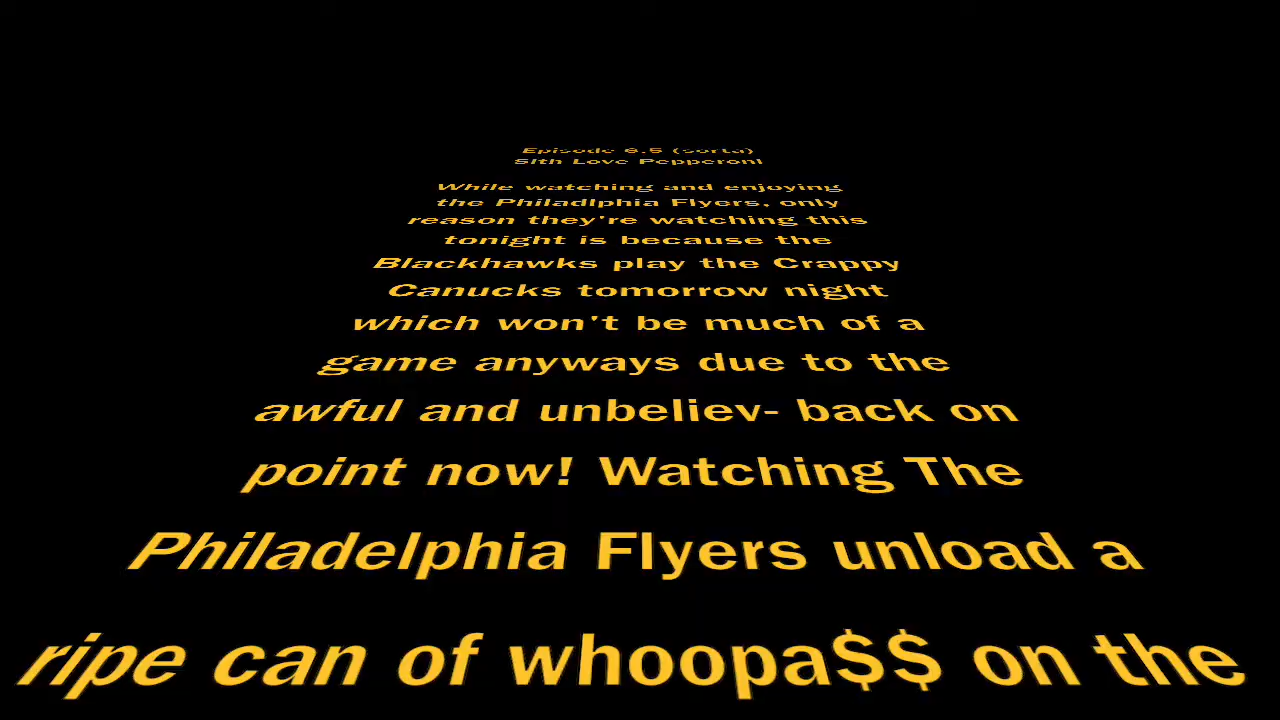 Episode 6.5 (sorta)
Sith Love Pepperoni
While watching and enjoying
the Philadlphia Flyers, only
reason they're watching this
tonight is because the
Blackhawks play the Crappy
Canucks tomorrow night
which won't be much of a
game anyways due to the
awful and unbeliev- back on
point now! Watching The
Philadelphia Flyers unload a
ripe can of whoopa$$ on the